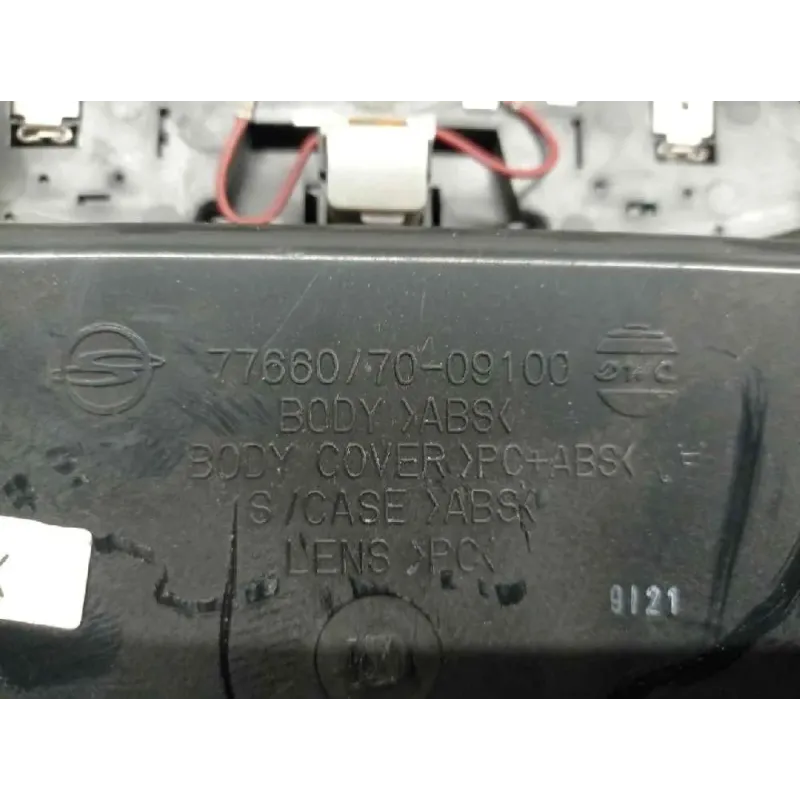 77660/70-09100
BODY >ABS<
BODY COVER >PC+ABS<
S/CASE >ABS<
LENS >PC<
9121